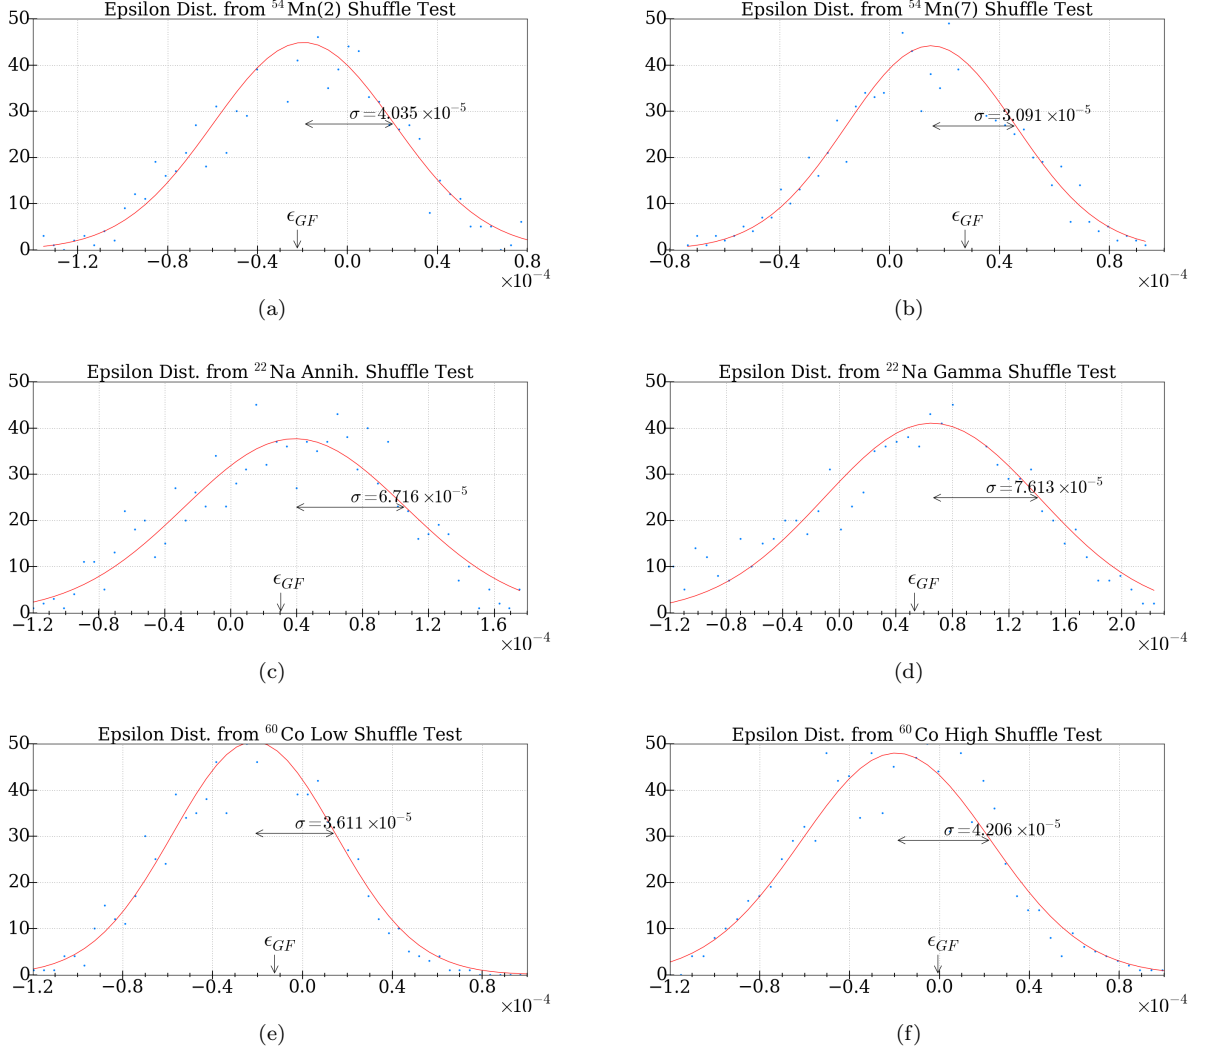 Epsilon Dist. from ⁵⁴Mn(2) Shuffle Test
50
40
30
20
10
0
σ=4.035 ×10⁻⁵
ϵ_GF
−1.2 −0.8 −0.4 0.0 0.4 0.8
×10⁻⁴
(a)
Epsilon Dist. from ⁵⁴Mn(7) Shuffle Test
50
40
30
20
10
0
σ=3.091 ×10⁻⁵
ϵ_GF
−0.8 −0.4 0.0 0.4 0.8
×10⁻⁴
(b)
Epsilon Dist. from ²²Na Annih. Shuffle Test
50
40
30
20
10
0
σ=6.716 ×10⁻⁵
ϵ_GF
−1.2 −0.8 −0.4 0.0 0.4 0.8 1.2 1.6
×10⁻⁴
(c)
Epsilon Dist. from ²²Na Gamma Shuffle Test
50
40
30
20
10
0
σ=7.613 ×10⁻⁵
ϵ_GF
−1.2 −0.8 −0.4 0.0 0.4 0.8 1.2 1.6 2.0
×10⁻⁴
(d)
Epsilon Dist. from ⁶⁰Co Low Shuffle Test
50
40
30
20
10
0
σ=3.611 ×10⁻⁵
ϵ_GF
−1.2 −0.8 −0.4 0.0 0.4 0.8
×10⁻⁴
(e)
Epsilon Dist. from ⁶⁰Co High Shuffle Test
50
40
30
20
10
0
σ=4.206 ×10⁻⁵
ϵ_GF
−1.2 −0.8 −0.4 0.0 0.4 0.8
×10⁻⁴
(f)